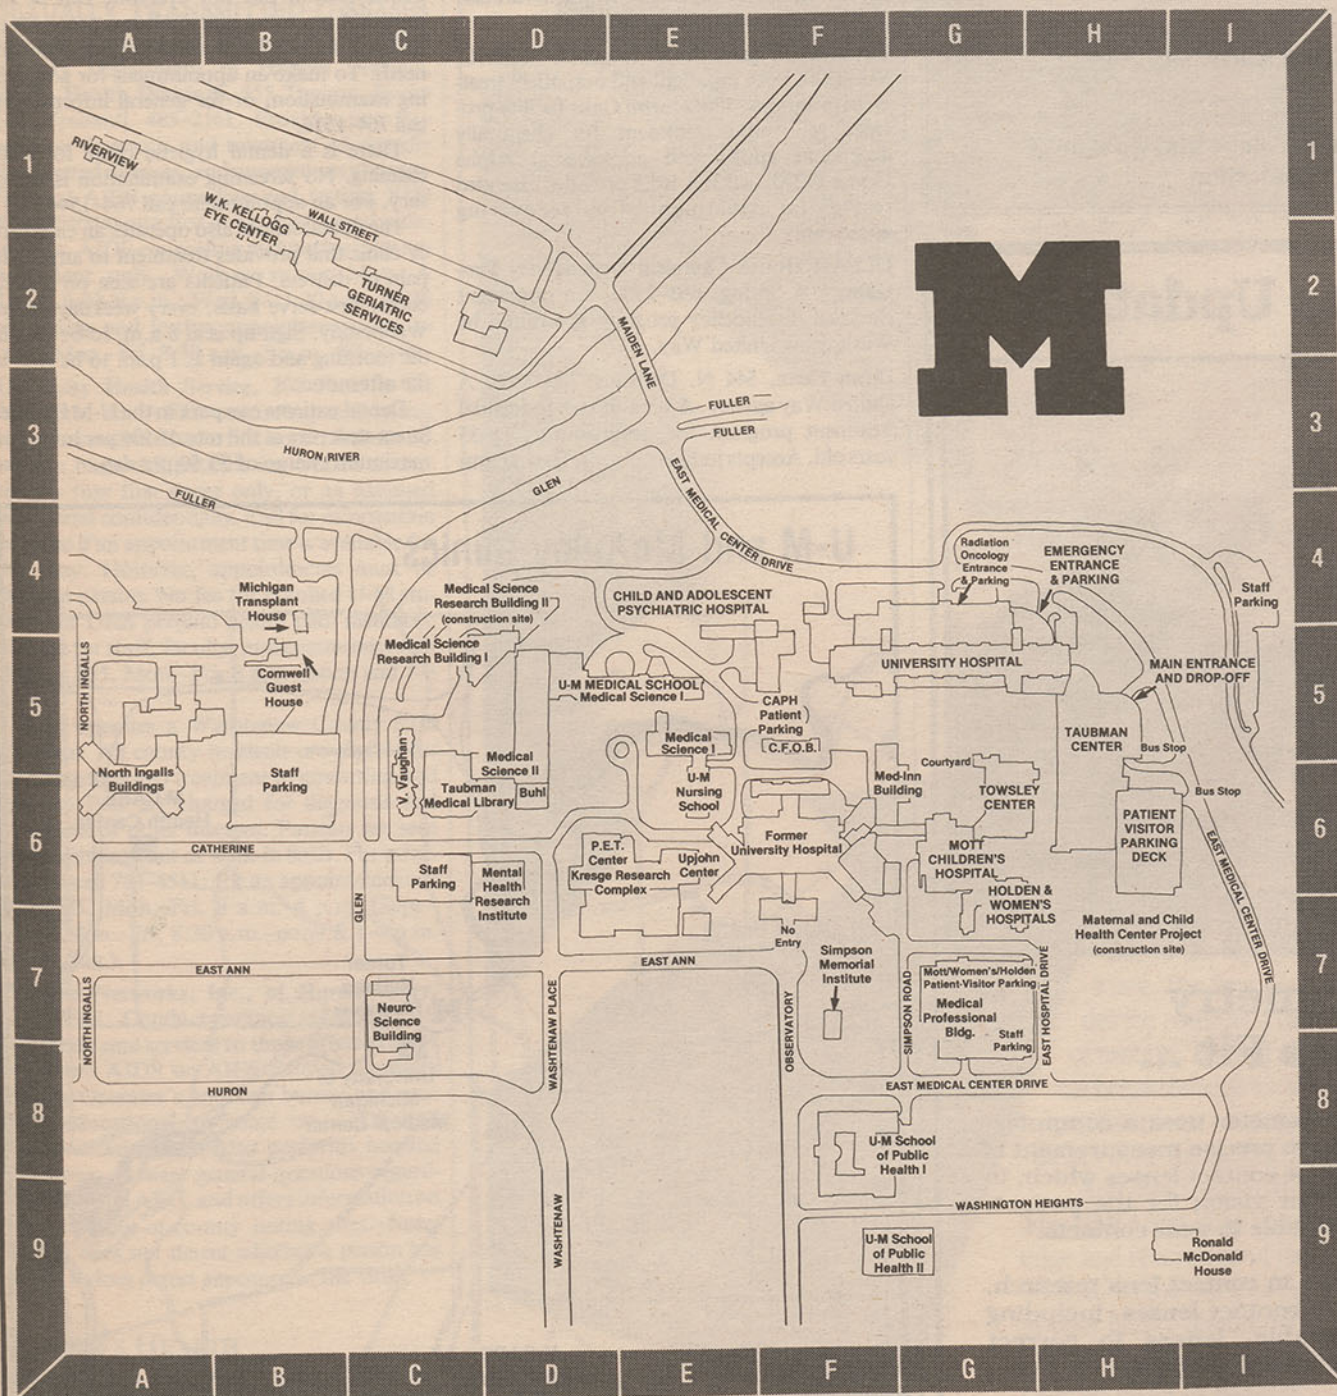 A B C D E F G H I
1
RIVERVIEW
W.K. KELLOGG
EYE CENTER
WALL STREET
1
2
TURNER
GERIATRIC
SERVICES
MAIDEN LANE
M
2
3
FULLER
FULLER
HURON RIVER
GLEN
EAST MEDICAL CENTER DRIVE
FULLER
3
4
Michigan
Transplant
House
Medical Science
Research Building II
(construction site)
CHILD AND ADOLESCENT
PSYCHIATRIC HOSPITAL
Radiation
Oncology
Entrance
& Parking
EMERGENCY
ENTRANCE
& PARKING
Staff
Parking
4
5
NORTH INGALLS
Cornwell
Guest
House
Medical Science
Research Building I
U-M MEDICAL SCHOOL
Medical Science I
UNIVERSITY HOSPITAL
MAIN ENTRANCE
AND DROP-OFF
CAPH
Patient
Parking
C.F.O.B.
TAUBMAN
CENTER
Bus Stop
5
North Ingalls
Buildings
Staff
Parking
V. Vaughan
Taubman
Medical Library
Medical
Science II
Buhl
Medical
Science I
U-M
Nursing
School
Med-Inn
Building
Courtyard
TOWSLEY
CENTER
Bus Stop
6
CATHERINE
P.E.T.
Center
Kresge Research
Complex
Upjohn
Center
Former
University Hospital
MOTT
CHILDREN'S
HOSPITAL
PATIENT
VISITOR
PARKING
DECK
EAST MEDICAL CENTER DRIVE
6
GLEN
Staff
Parking
Mental
Health
Research
Institute
HOLDEN &
WOMEN'S
HOSPITALS
No
Entry
Maternal and Child
Health Center Project
(construction site)
7
EAST ANN
EAST ANN
Simpson
Memorial
Institute
Mott/Women's/Holden
Patient-Visitor Parking
Medical
Professional
Bldg.
Staff
Parking
7
NORTH INGALLS
Neuro-
Science
Building
WASHTENAW PLACE
OBSERVATORY
SIMPSON ROAD
EAST HOSPITAL DRIVE
8
HURON
EAST MEDICAL CENTER DRIVE
U-M School
of Public
Health I
8
9
WASHTENAW
WASHINGTON HEIGHTS
U-M School
of Public
Health II
Ronald
McDonald
House
9
A B C D E F G H I